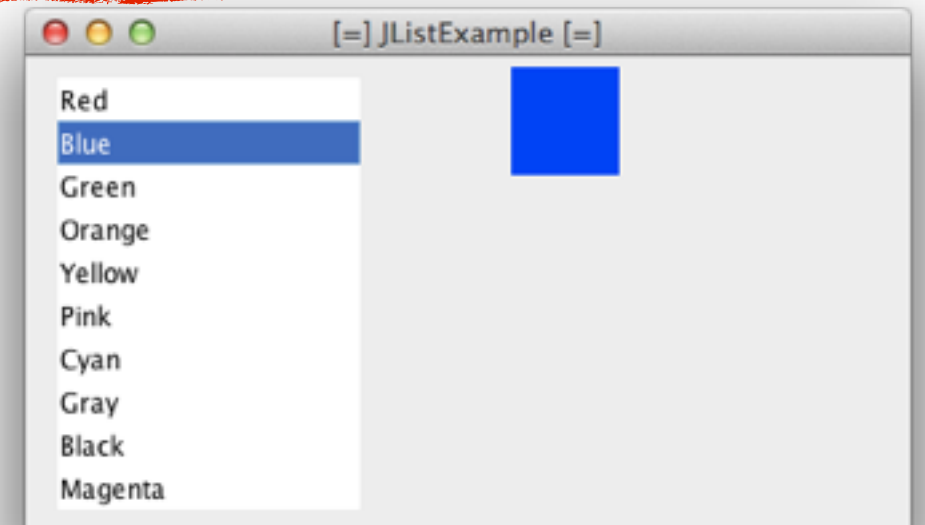 [=] JListExample [=]
Red
Blue
Green
Orange
Yellow
Pink
Cyan
Gray
Black
Magenta